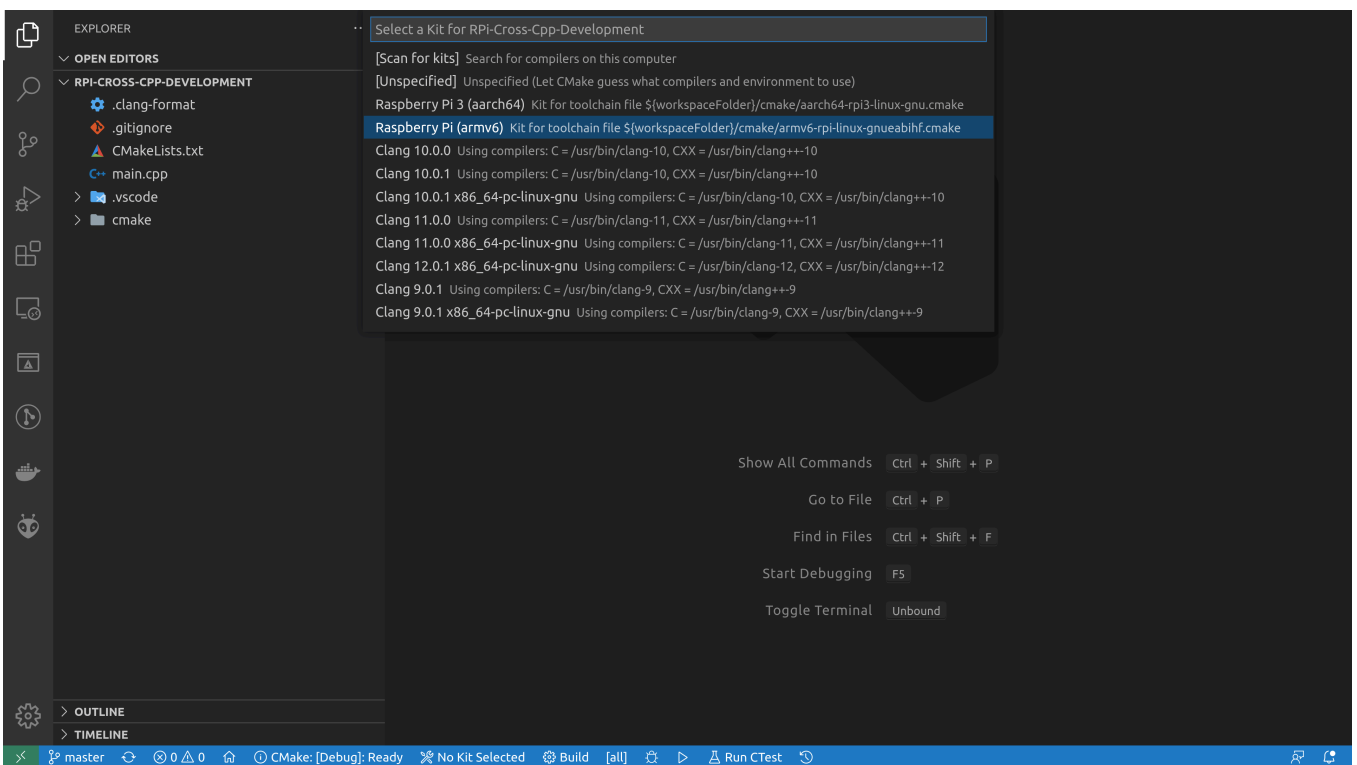 EXPLORER
OPEN EDITORS
RPI-CROSS-CPP-DEVELOPMENT
.clang-format
.gitignore
CMakeLists.txt
C++ main.cpp
.vscode
cmake
OUTLINE
TIMELINE
Select a Kit for RPi-Cross-Cpp-Development
[Scan for kits] Search for compilers on this computer
[Unspecified] Unspecified (Let CMake guess what compilers and environment to use)
Raspberry Pi 3 (aarch64) Kit for toolchain file ${workspaceFolder}/cmake/aarch64-rpi3-linux-gnu.cmake
Raspberry Pi (armv6) Kit for toolchain file ${workspaceFolder}/cmake/armv6-rpi-linux-gnueabihf.cmake
Clang 10.0.0 Using compilers: C = /usr/bin/clang-10, CXX = /usr/bin/clang++-10
Clang 10.0.1 Using compilers: C = /usr/bin/clang-10, CXX = /usr/bin/clang++-10
Clang 10.0.1 x86_64-pc-linux-gnu Using compilers: C = /usr/bin/clang-10, CXX = /usr/bin/clang++-10
Clang 11.0.0 Using compilers: C = /usr/bin/clang-11, CXX = /usr/bin/clang++-11
Clang 11.0.0 x86_64-pc-linux-gnu Using compilers: C = /usr/bin/clang-11, CXX = /usr/bin/clang++-11
Clang 12.0.1 x86_64-pc-linux-gnu Using compilers: C = /usr/bin/clang-12, CXX = /usr/bin/clang++-12
Clang 9.0.1 Using compilers: C = /usr/bin/clang-9, CXX = /usr/bin/clang++-9
Clang 9.0.1 x86_64-pc-linux-gnu Using compilers: C = /usr/bin/clang-9, CXX = /usr/bin/clang++-9
Show All Commands Ctrl + Shift + P
Go to File Ctrl + P
Find in Files Ctrl + Shift + F
Start Debugging F5
Toggle Terminal Unbound
master 0 0 CMake: [Debug]: Ready No Kit Selected Build [all] Run CTest